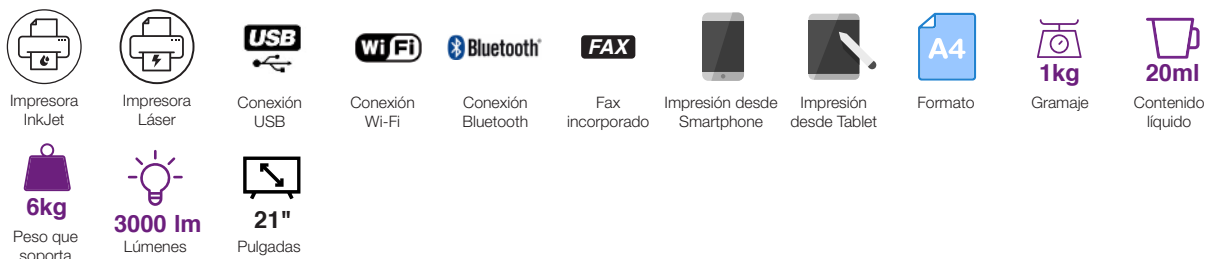 USB
Wi Fi
Bluetooth
FAX
A4
1kg
20ml
Impresora
InkJet
Impresora
Láser
Conexión
USB
Conexión
Wi-Fi
Conexión
Bluetooth
Fax
incorporado
Impresión desde
Smartphone
Impresión
desde Tablet
Formato
Gramaje
Contenido
líquido
6kg
Peso que
soporta
3000 lm
Lúmenes
21"
Pulgadas